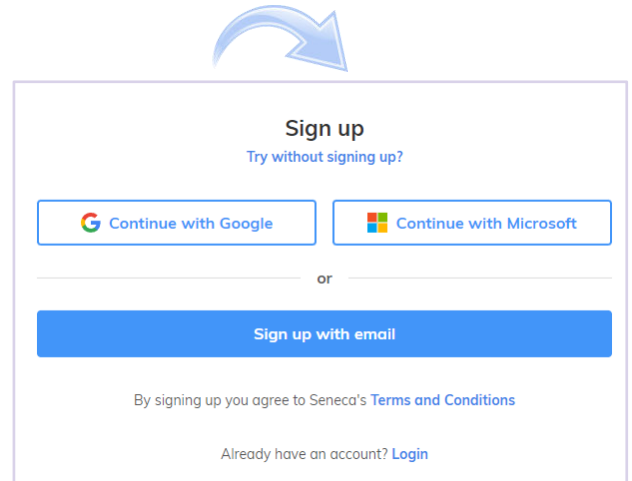 Sign up
Try without signing up?
Continue with Google
Continue with Microsoft
or
Sign up with email
By signing up you agree to Seneca's Terms and Conditions
Already have an account? Login